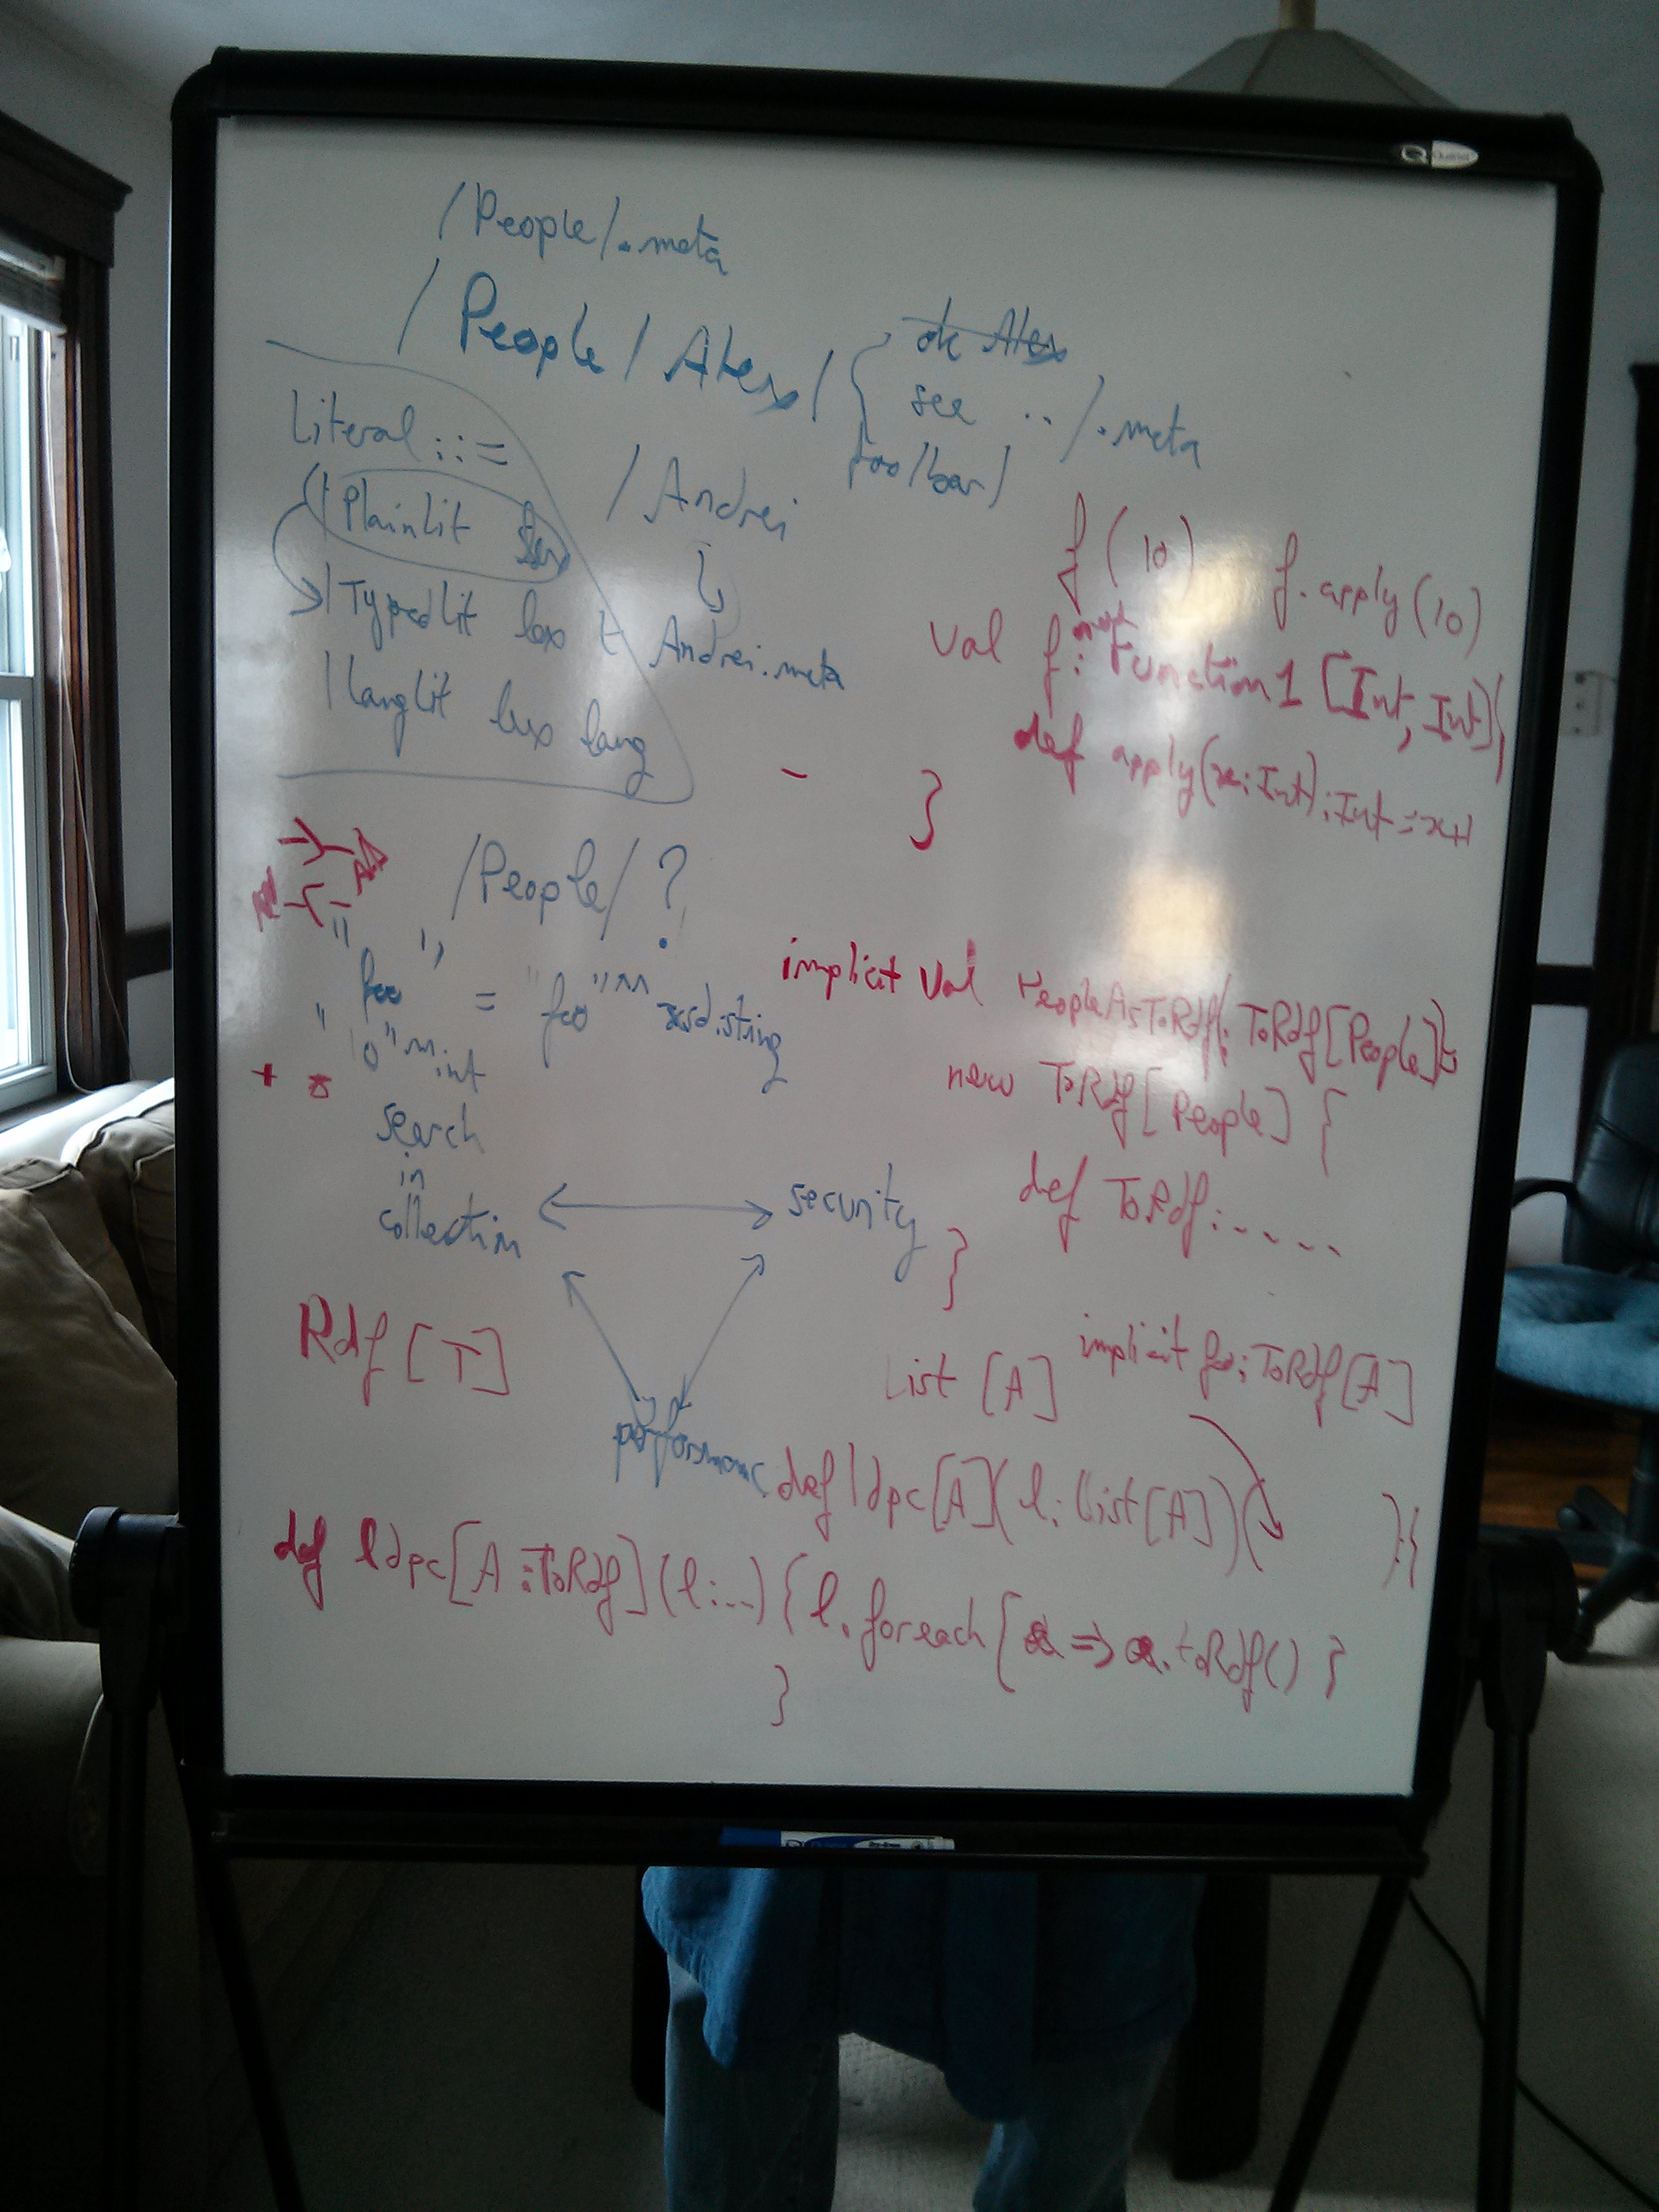 /People/.meta
/People/Alex/ {
ok Alex
see ../.meta
foo/bar/
Literal ::=
| PlainLit
| TypedLit lex t
| LangLit lex lang
/Andrei
Andrei.meta
f(10) f.apply(10)
val f: Function1[Int, Int]{
def apply(x:Int):Int = x+1
}
/People/?
"foo" = "foo"^^xsd:string
"10"^^int
+
search
in
collection
security
performance
implicit val PeopleAsToRdf: ToRdf[People] =
new ToRdf[People] {
def ToRdf: .....
}
Rdf[T]
List[A] implicit foo: ToRdf[A]
def ldpc[A](l: List[A])( ){
def ldpc[A:ToRdf](l:...){l.foreach{a => a.toRdf() }
}